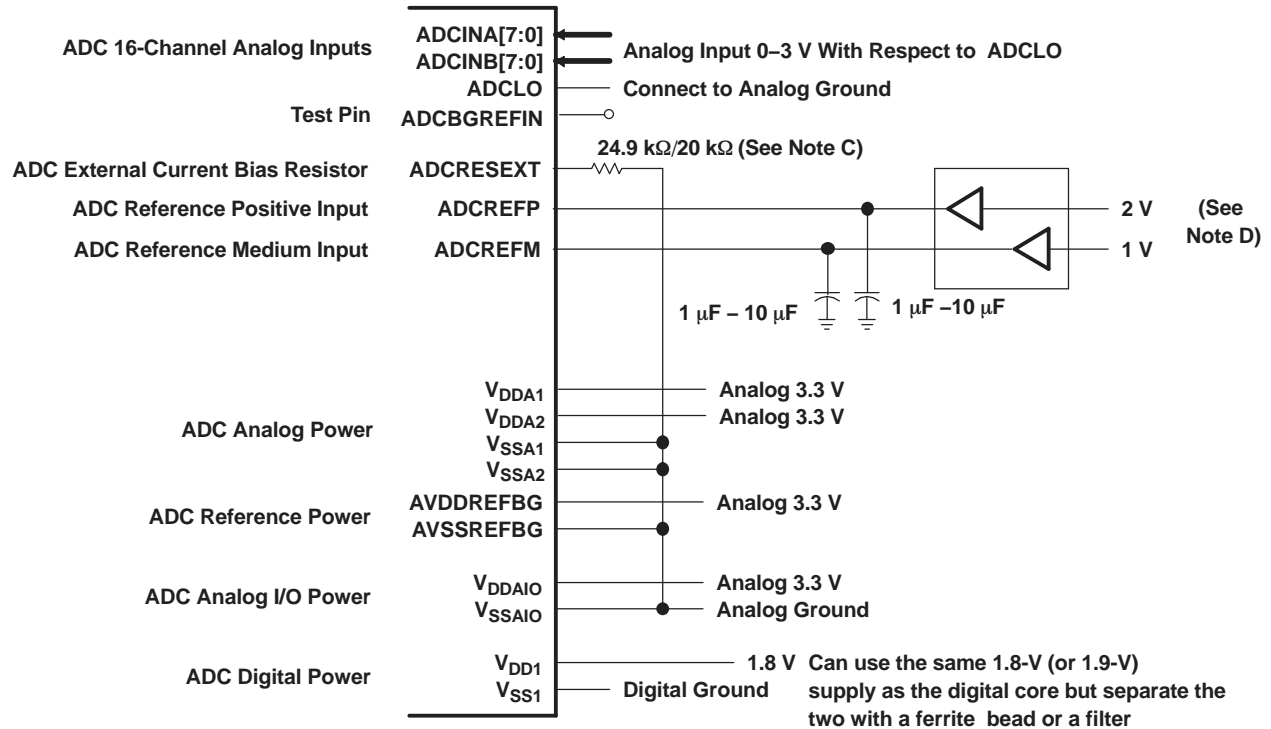 ADC 16-Channel Analog Inputs
ADCINA[7:0]
ADCINB[7:0]
Analog Input 0–3 V With Respect to ADCLO
ADCLO
Connect to Analog Ground
Test Pin
ADCBGREFIN
24.9 kΩ/20 kΩ (See Note C)
ADC External Current Bias Resistor
ADCRESEXT
ADC Reference Positive Input
ADCREFP
2 V
(See
Note D)
ADC Reference Medium Input
ADCREFM
1 V
1 μF – 10 μF
1 μF –10 μF
ADC Analog Power
VDDA1
Analog 3.3 V
VDDA2
Analog 3.3 V
VSSA1
VSSA2
ADC Reference Power
AVDDREFBG
Analog 3.3 V
AVSSREFBG
ADC Analog I/O Power
VDDAIO
Analog 3.3 V
VSSAIO
Analog Ground
ADC Digital Power
VDD1
1.8 V
Can use the same 1.8-V (or 1.9-V)
supply as the digital core but separate the
two with a ferrite bead or a filter
VSS1
Digital Ground